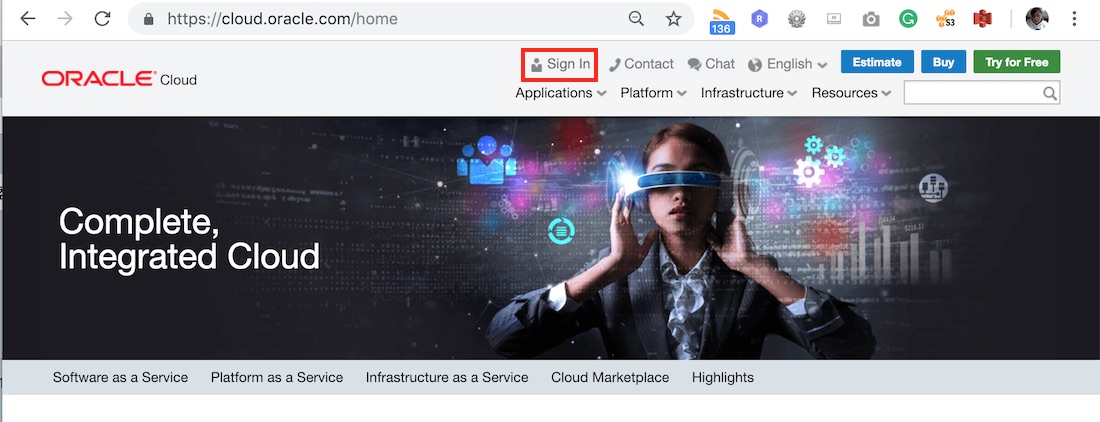 https://cloud.oracle.com/home
136
R
S3
ORACLE Cloud
Sign In Contact Chat English Estimate Buy Try for Free
Applications Platform Infrastructure Resources
Complete,
Integrated Cloud
Software as a Service Platform as a Service Infrastructure as a Service Cloud Marketplace Highlights